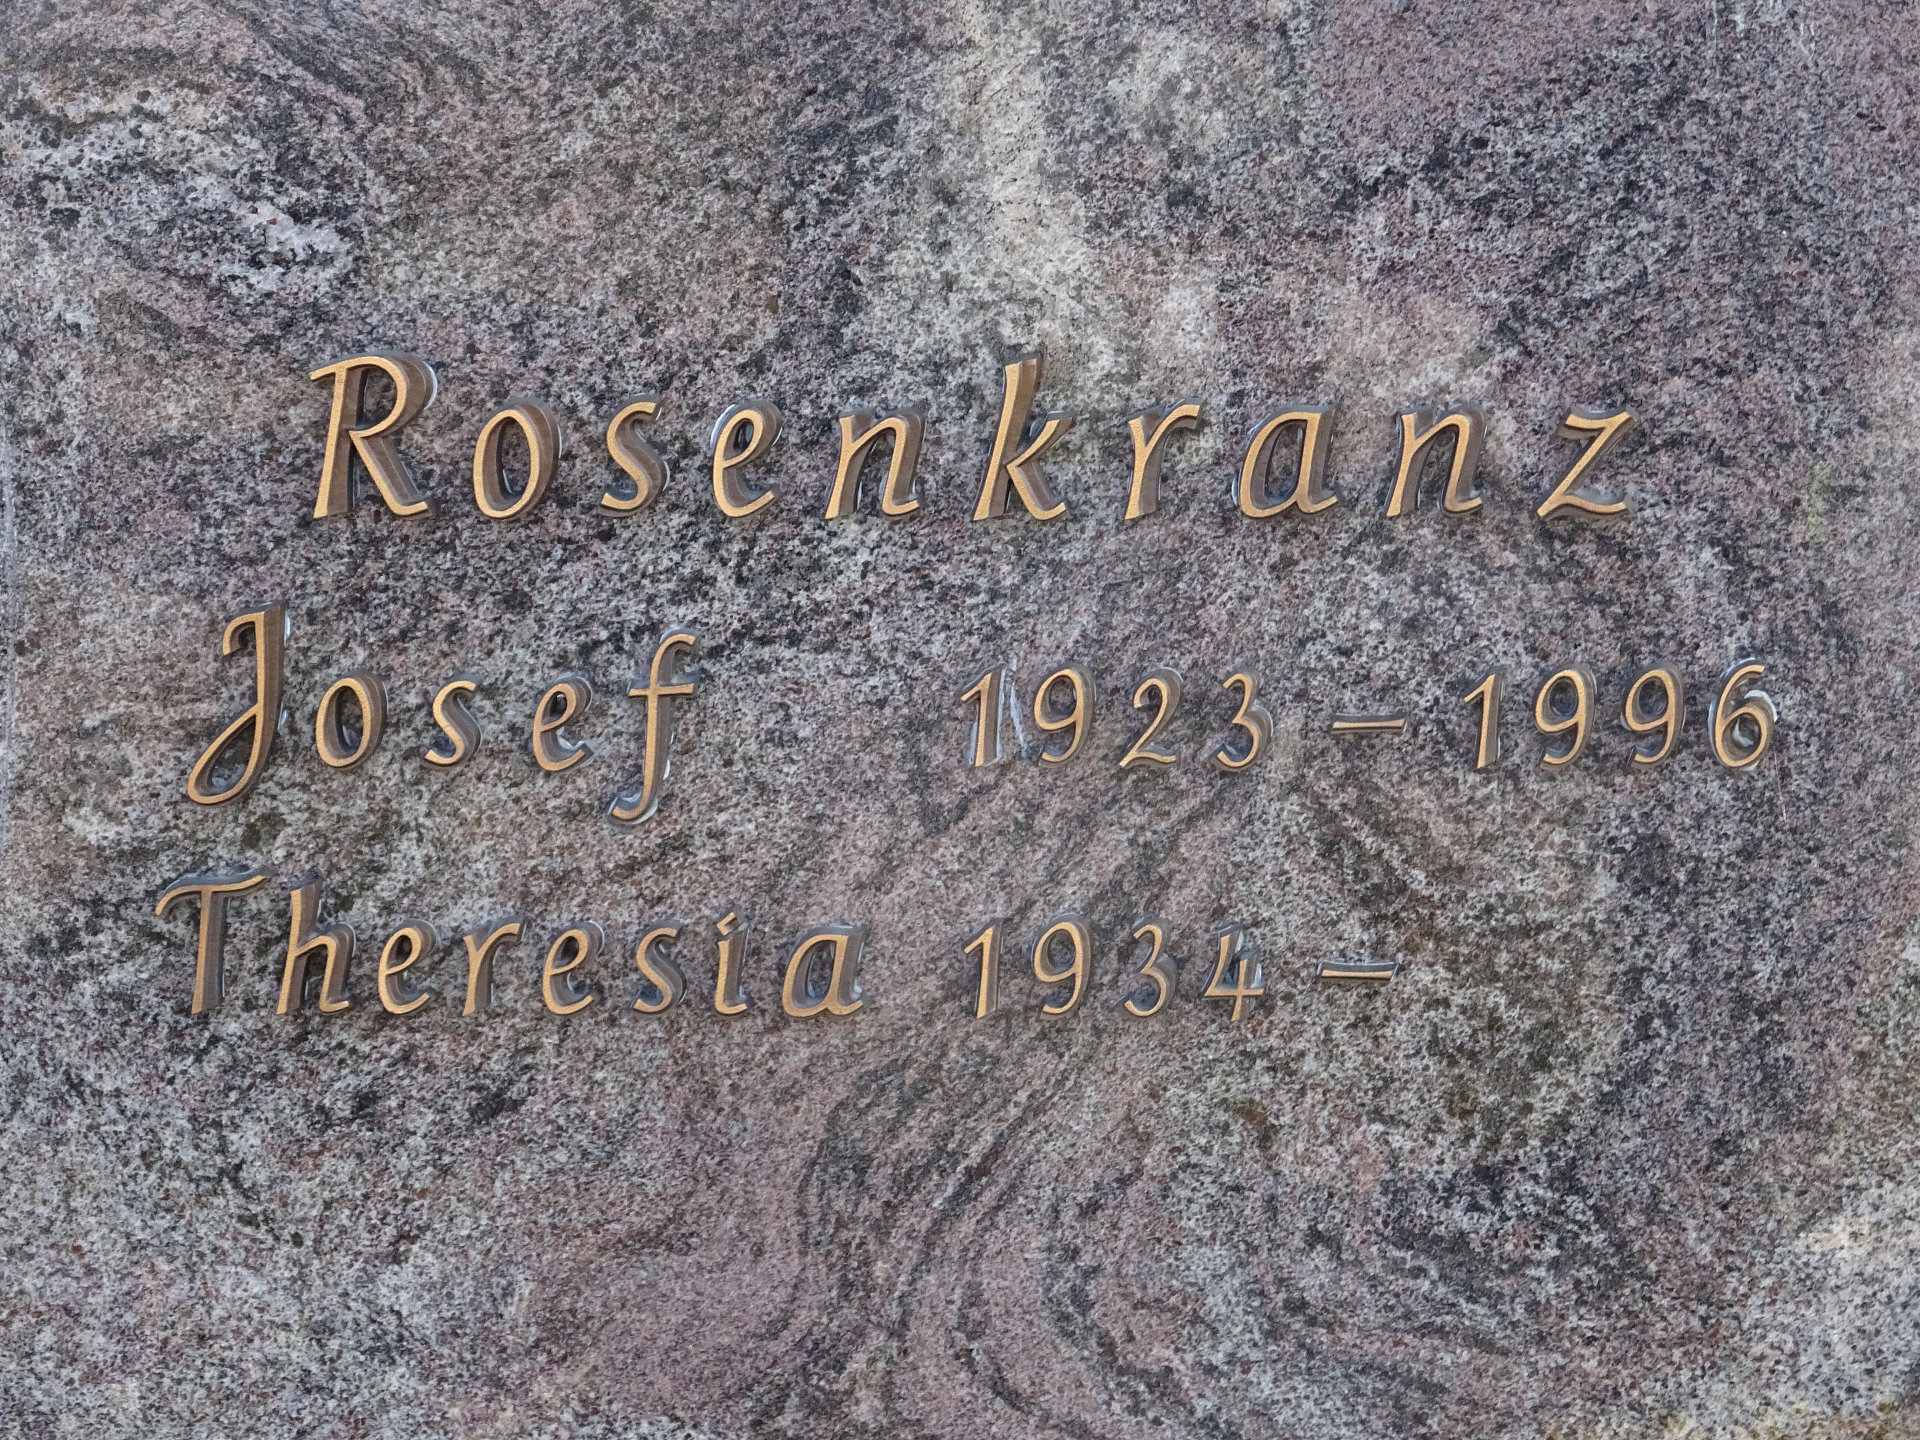 Rosenkranz
Josef 1923 – 1996
Theresia 1934 –